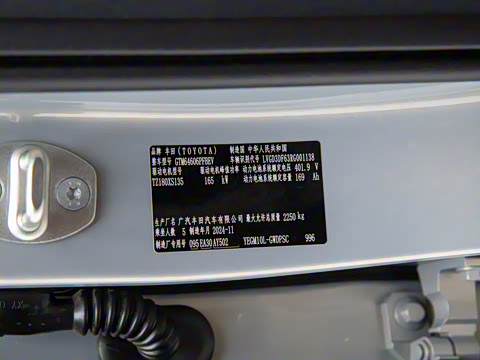 品牌 丰田(TOYOTA) 制造国 中华人民共和国
整车型号 GTM6460GPFBEV 车辆识别代号 LVGD3DF63RG001138
驱动电机型号 驱动电机峰值功率 动力电池系统额定电压 401.9 V
TZ180XS135 165 kW 动力电池系统额定容量 169 Ah
生产厂名 广汽丰田汽车有限公司 最大允许总质量 2250 kg
乘坐人数 5 制造年月 2024-11
制造厂专用号 095EA30AY502 YEGM10L-GWDPSC 996